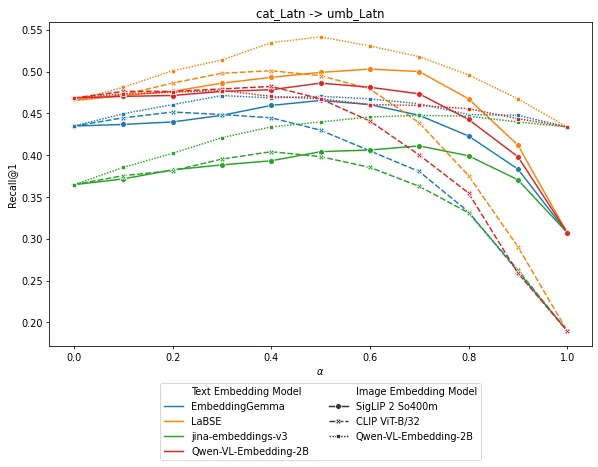 cat_Latn -> umb_Latn
0.55
0.50
0.45
0.40
0.35
0.30
0.25
0.20
Recall@1
0.0
0.2
0.4
0.6
0.8
1.0
α
Text Embedding Model
EmbeddingGemma
LaBSE
jina-embeddings-v3
Qwen-VL-Embedding-2B
Image Embedding Model
SigLIP 2 So400m
CLIP ViT-B/32
Qwen-VL-Embedding-2B